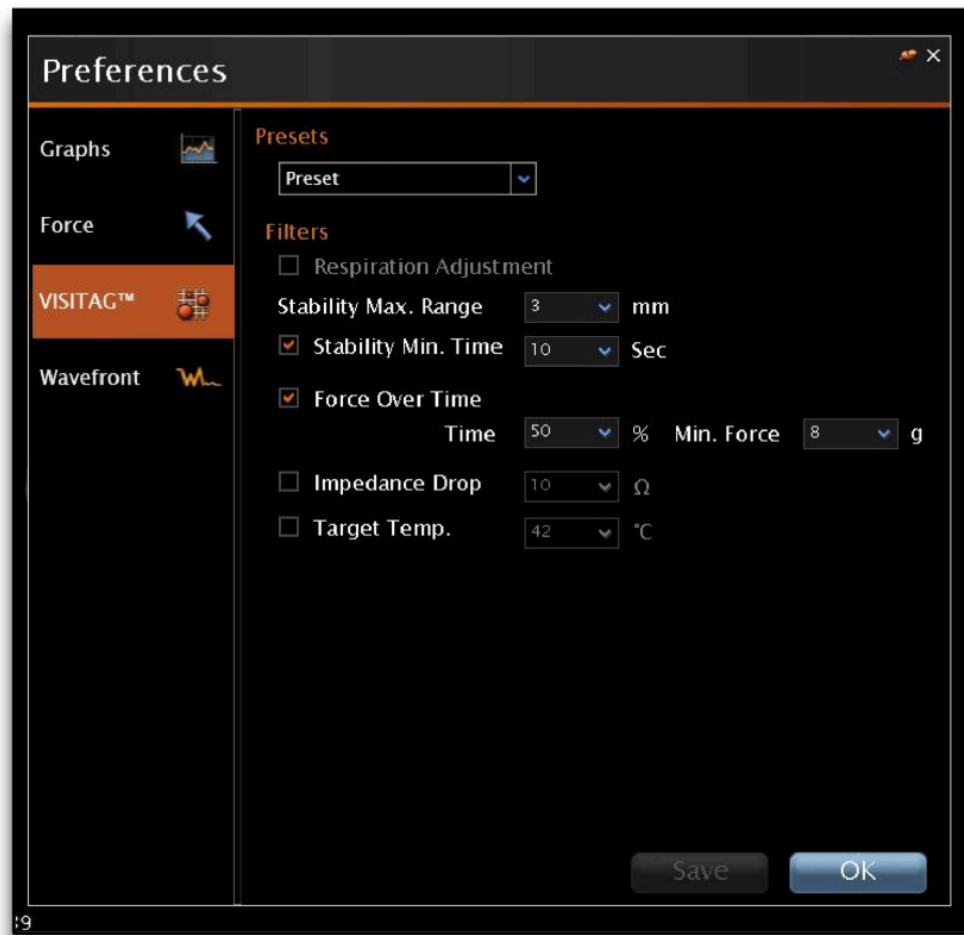 Preferences
Graphs
Force
VISITAG™
Wavefront
Presets
Preset
Filters
Respiration Adjustment
Stability Max. Range 3 mm
Stability Min. Time 10 Sec
Force Over Time
Time 50 % Min. Force 8 g
Impedance Drop 10 Ω
Target Temp. 42 °C
Save OK
:9